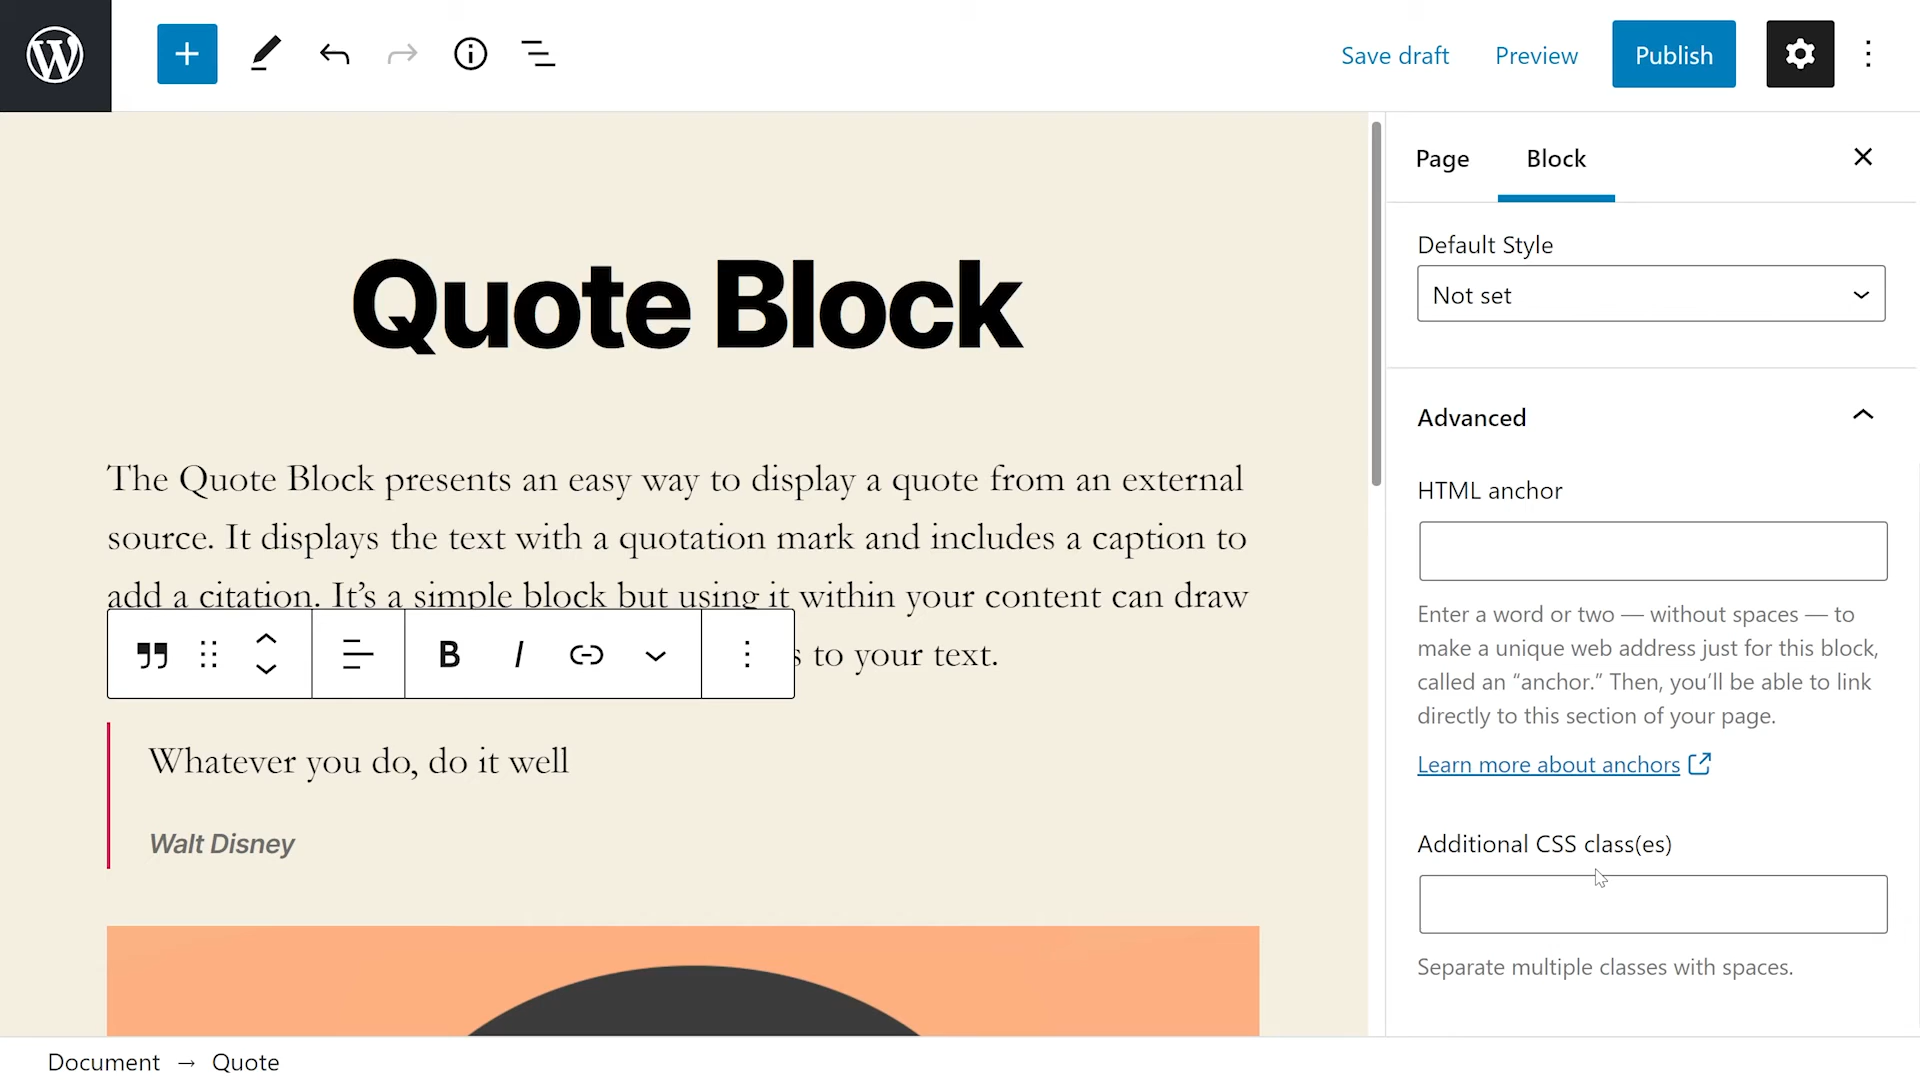 Save draft
Preview
Publish
Page
Block
Default Style
Not set
Quote Block
Advanced
HTML anchor
The Quote Block presents an easy way to display a quote from an external
source. It displays the text with a quotation mark and includes a caption to
add a citation. It’s a simple block but using it within your content can draw
s to your text.
B I
Enter a word or two — without spaces — to
make a unique web address just for this block,
called an “anchor.” Then, you’ll be able to link
directly to this section of your page.
Learn more about anchors
Whatever you do, do it well
Walt Disney
Additional CSS class(es)
Separate multiple classes with spaces.
Document → Quote